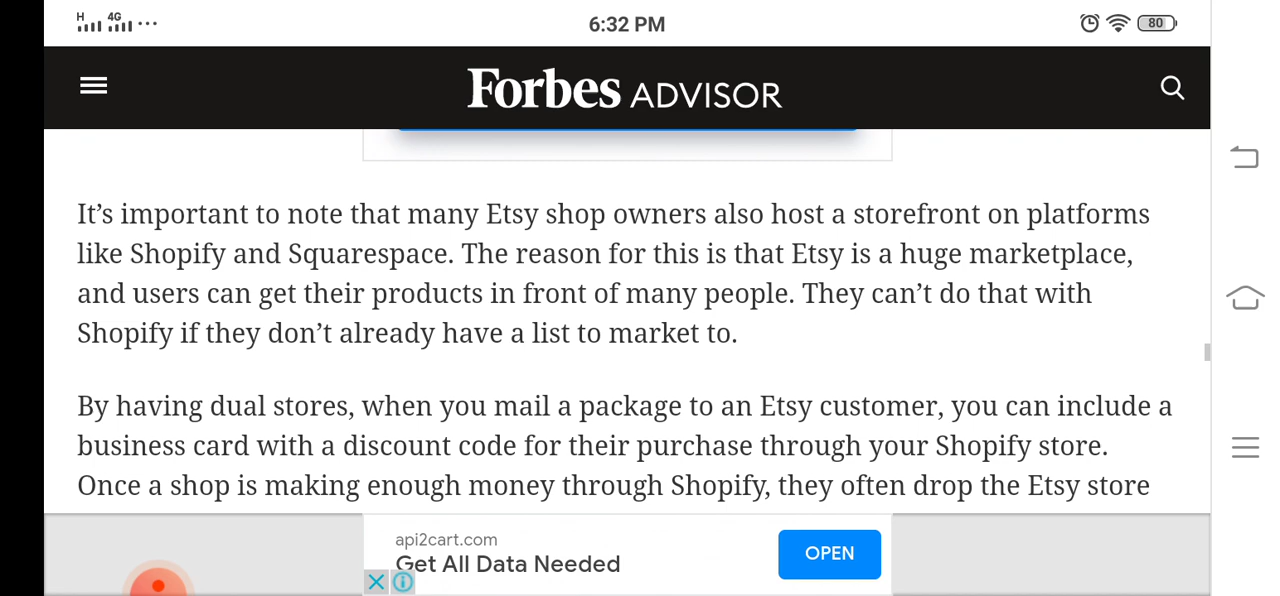 H 4G ... 6:32 PM 80
Forbes ADVISOR
It’s important to note that many Etsy shop owners also host a storefront on platforms
like Shopify and Squarespace. The reason for this is that Etsy is a huge marketplace,
and users can get their products in front of many people. They can’t do that with
Shopify if they don’t already have a list to market to.
By having dual stores, when you mail a package to an Etsy customer, you can include a
business card with a discount code for their purchase through your Shopify store.
Once a shop is making enough money through Shopify, they often drop the Etsy store
api2cart.com
Get All Data Needed
OPEN